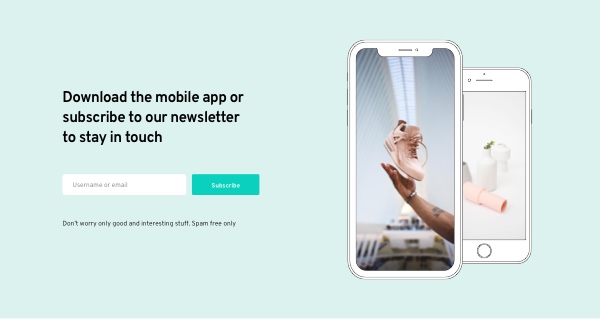 Download the mobile app or
subscribe to our newsletter
to stay in touch
Username or email
Subscribe
Don't worry only good and interesting stuff. Spam free only